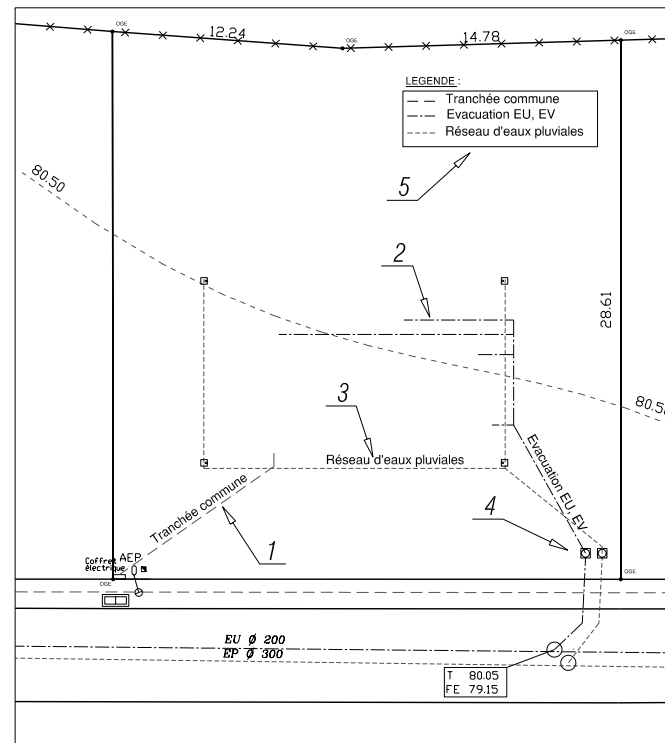 OGE
12.24
OGE
14.78
OGE
LEGENDE :
Tranchée commune
Evacuation EU, EV
Réseau d'eaux pluviales
5
80.50
2
28.61
3
80.50
Réseau d'eaux pluviales
Evacuation EU, EV
Tranchée commune
4
1
Coffret
électrique
AEP
OGE
OGE
EU Ø 200
EP Ø 300
T 80.05
FE 79.15